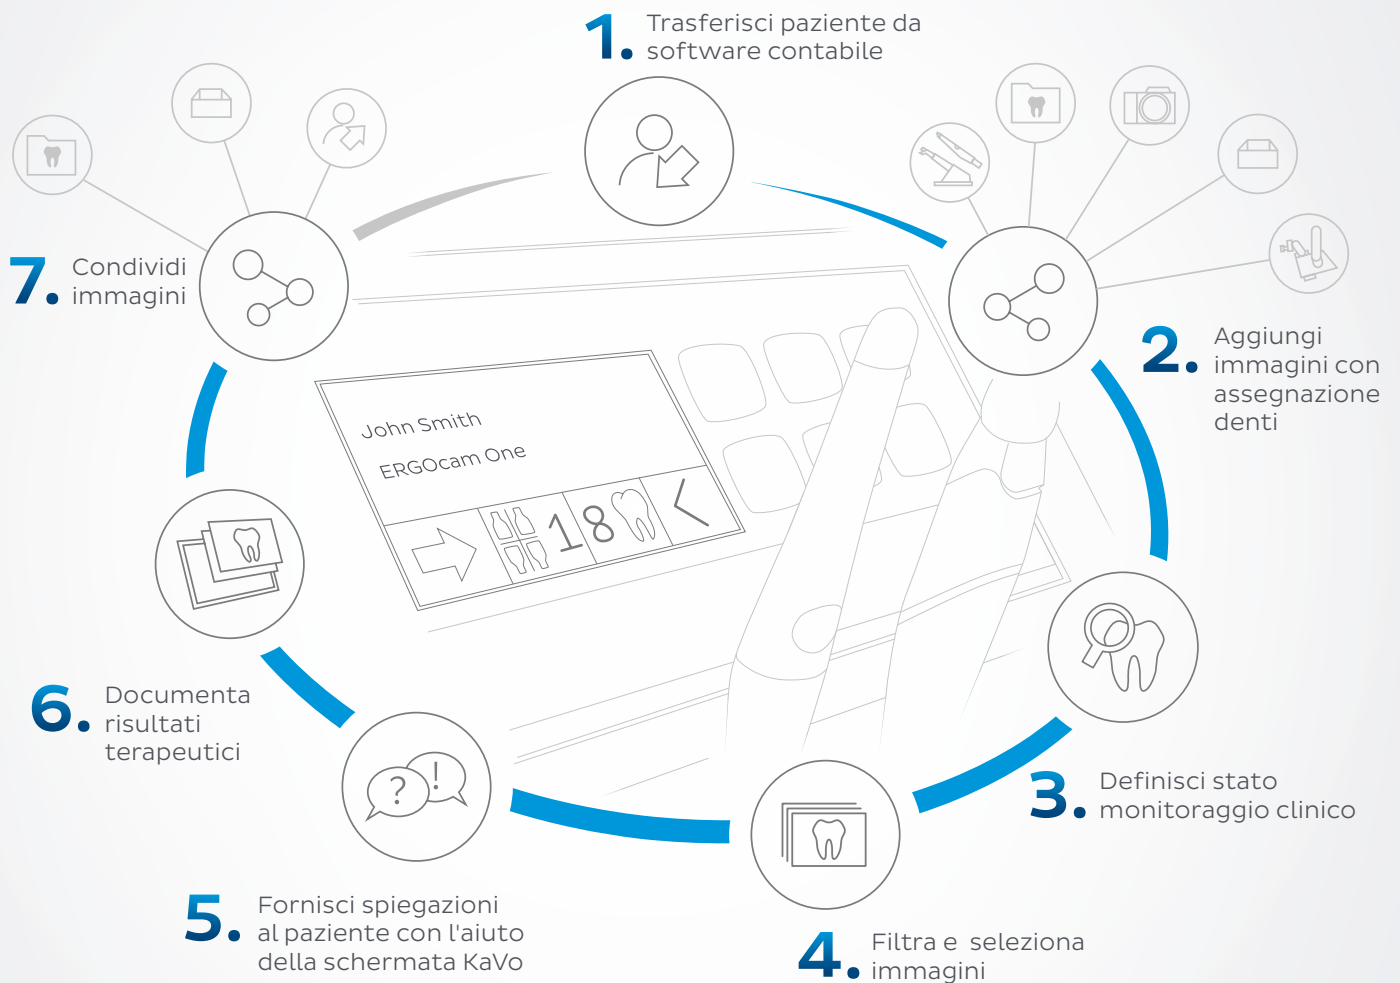 1. Trasferisci paziente da
software contabile
7. Condividi
immagini
2. Aggiungi
immagini con
assegnazione
denti
John Smith
ERGOcam One
18
6. Documenta
risultati
terapeutici
? !
3. Definisci stato
monitoraggio clinico
5. Fornisci spiegazioni
al paziente con l'aiuto
della schermata KaVo
4. Filtra e seleziona
immagini